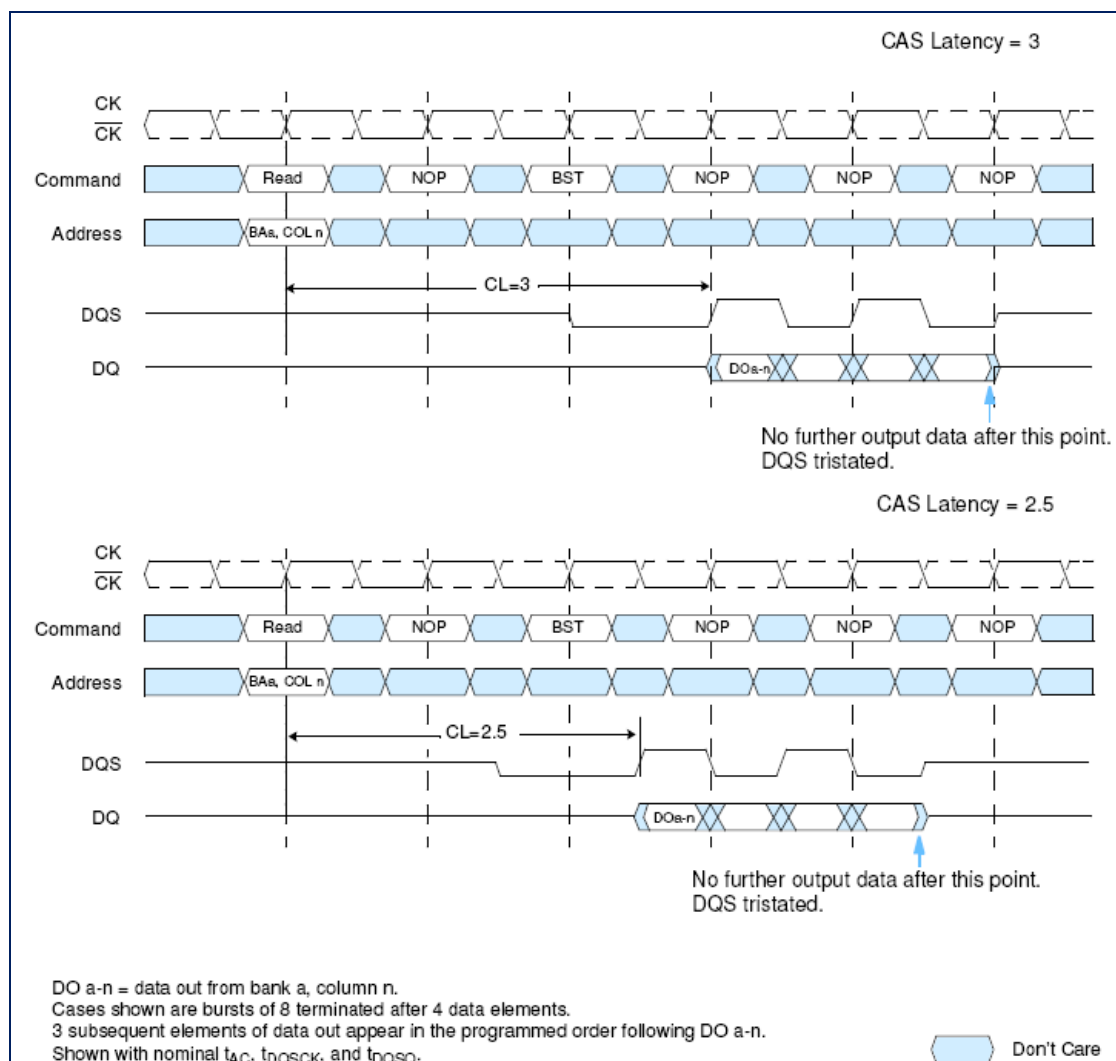 CAS Latency = 3
CK
CK
Command Read NOP BST NOP NOP NOP
Address BAa, COL n
CL=3
DQS
DQ DOa-n
No further output data after this point.
DQS tristated.
CAS Latency = 2.5
CK
CK
Command Read NOP BST NOP NOP NOP
Address BAa, COL n
CL=2.5
DQS
DQ DOa-n
No further output data after this point.
DQS tristated.
DO a-n = data out from bank a, column n.
Cases shown are bursts of 8 terminated after 4 data elements.
3 subsequent elements of data out appear in the programmed order following DO a-n.
Shown with nominal tAC, tDQSCK, and tDQSQ.
Don't Care